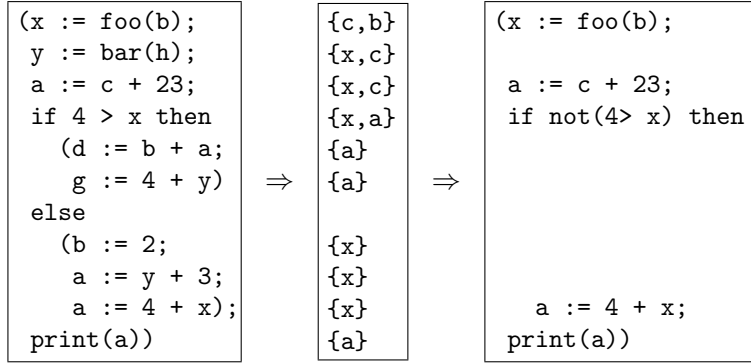 (x := foo(b);
y := bar(h);
a := c + 23;
if 4 > x then
(d := b + a;
g := 4 + y)
else
(b := 2;
a := y + 3;
a := 4 + x);
print(a))
⇒
{c,b}
{x,c}
{x,c}
{x,a}
{a}
{a}
{x}
{x}
{x}
{a}
⇒
(x := foo(b);
a := c + 23;
if not(4> x) then
a := 4 + x;
print(a))